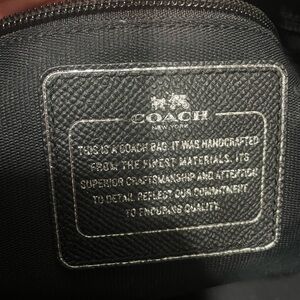 COACH
NEW YORK
THIS IS A COACH BAG. IT WAS HANDCRAFTED
FROM THE FINEST MATERIALS. ITS
SUPERIOR CRAFTSMANSHIP AND ATTENTION
TO DETAIL REFLECT OUR COMMITMENT
TO ENDURING QUALITY.